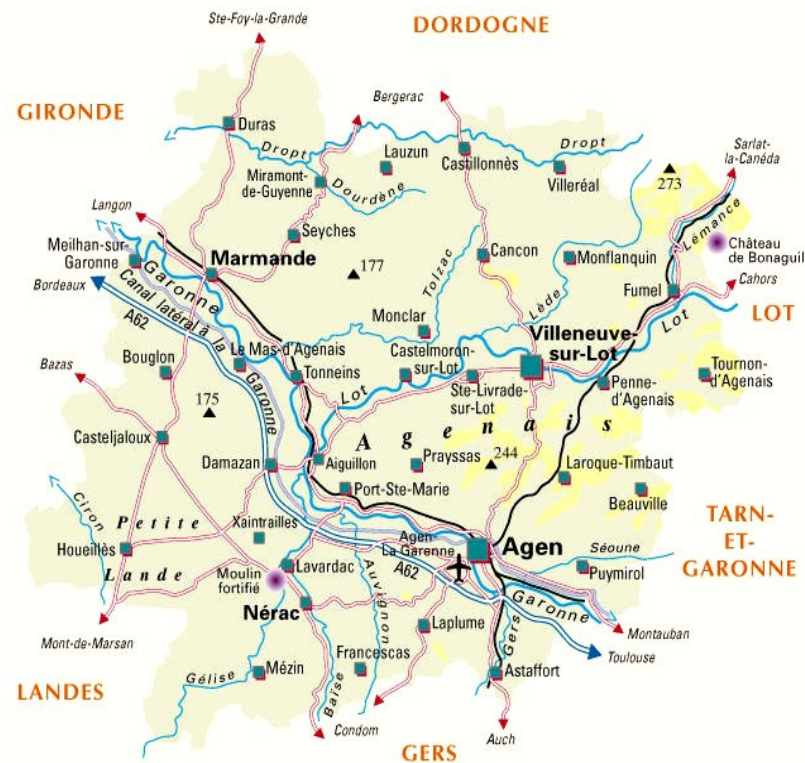 Ste-Foy-la-Grande
DORDOGNE
GIRONDE
Bergerac
Duras
Dropt
Dropt
Lauzun
Castillonnès
Villeréal
Sarlat-
la-Canéda
Miramont-
de-Guyenne
Dourdène
273
Langon
Seyches
Lémance
Meilhan-sur-
Garonne
Marmande
177
Tolzac
Cancon
Monflanquin
Château
de Bonaguil
Bordeaux
Garonne
Canal latéral à la
Garonne
A62
Lède
Fumel
Cahors
Monclar
Villeneuve-
sur-Lot
Lot
LOT
Bouglon
Le Mas-d'Agenais
Castelmoron-
sur-Lot
Tonneins
Lot
Ste-Livrade-
sur-Lot
Penne-
d'Agenais
Tournon-
d'Agenais
Bazas
175
Agenais
Casteljaloux
Damazan
Aiguillon
Prayssas
244
Laroque-Timbaut
Port-Ste-Marie
Beauville
Ciron
Petite
Lande
Xaintrailles
Agen-
La Garenne
Agen
TARN-
ET-
GARONNE
Houeillès
Séoune
Lavardac
A62
Puymirol
Moulin
fortifié
Auvignon
Garonne
Nérac
Mont-de-Marsan
Laplume
Gers
Montauban
Toulouse
LANDES
Gélise
Mézin
Baïse
Francescas
Astaffort
Condom
Auch
GERS